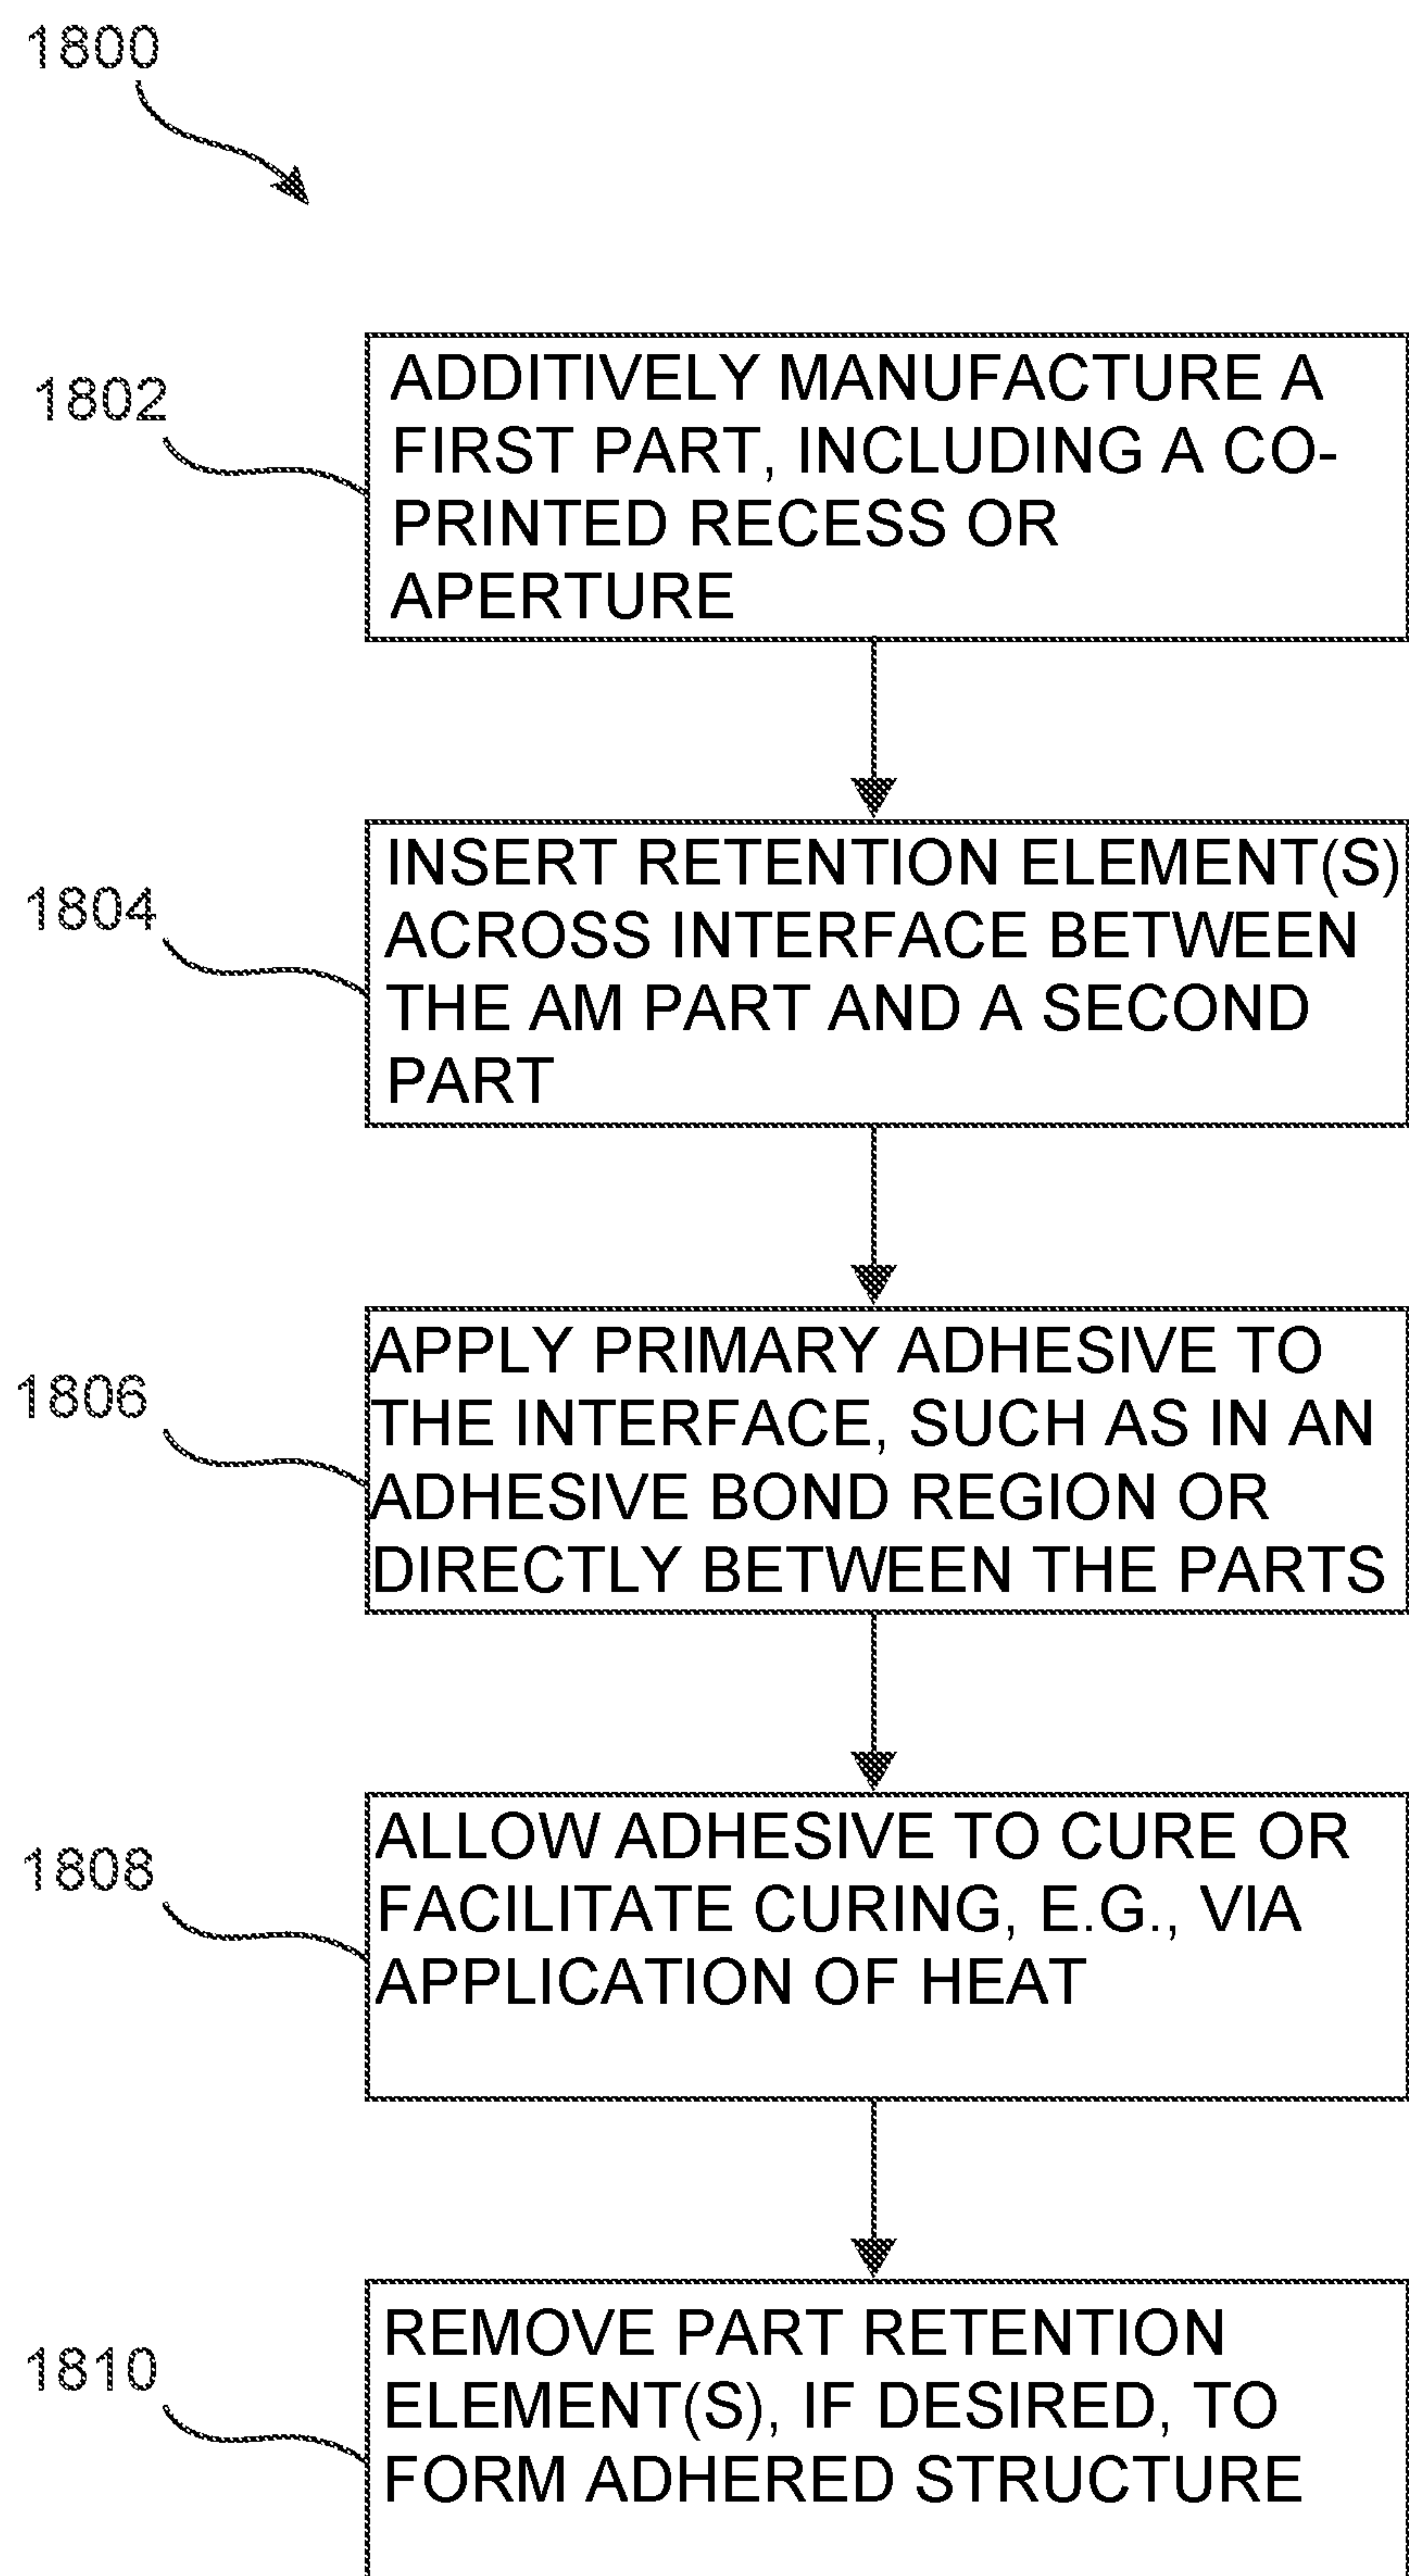 1800
1802
ADDITIVELY MANUFACTURE A
FIRST PART, INCLUDING A CO-
PRINTED RECESS OR
APERTURE
1804
INSERT RETENTION ELEMENT(S)
ACROSS INTERFACE BETWEEN
THE AM PART AND A SECOND
PART
1806
APPLY PRIMARY ADHESIVE TO
THE INTERFACE, SUCH AS IN AN
ADHESIVE BOND REGION OR
DIRECTLY BETWEEN THE PARTS
1808
ALLOW ADHESIVE TO CURE OR
FACILITATE CURING, E.G., VIA
APPLICATION OF HEAT
1810
REMOVE PART RETENTION
ELEMENT(S), IF DESIRED, TO
FORM ADHERED STRUCTURE